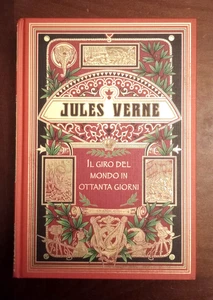 JULES VERNE
IL GIRO DEL
MONDO IN
OTTANTA GIORNI